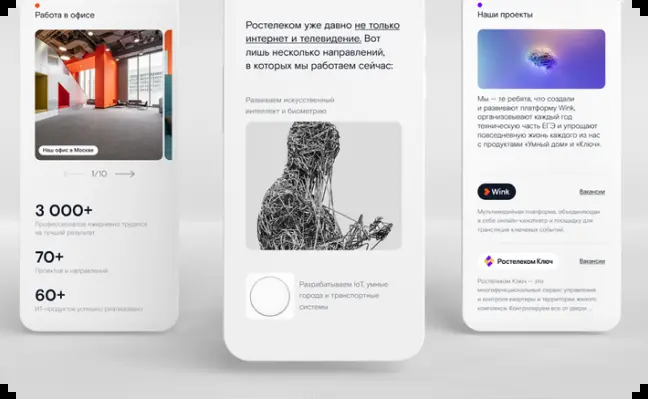 Работа в офисе
Наш офис в Москве
1/10
3 000+
Профессионалов ежедневно трудятся
на лучший результат
70+
Проектов и направлений
60+
ИТ-продуктов успешно реализовано
Ростелеком уже давно не только
интернет и телевидение. Вот
лишь несколько направлений,
в которых мы работаем сейчас:
Развиваем искусственный
интеллект и биометрию
Разрабатываем IoT, умные
города и транспортные
системы
Наши проекты
Мы — те ребята, что создали
и развивают платформу Wink,
организовывают каждый год
техническую часть ЕГЭ и упрощают
повседневную жизнь каждого из нас
с продуктами «Умный дом» и «Ключ».
Wink
Вакансии
Мультимедийная платформа, объединяющая
в себе онлайн-кинотеатр и площадку для
трансляции ключевых событий.
Ростелеком Ключ
Вакансии
Ростелеком Ключ — это
многофункциональный сервис управления
и контроля квартиры и территории жилого
комплекса. Контролируем все от двери ...